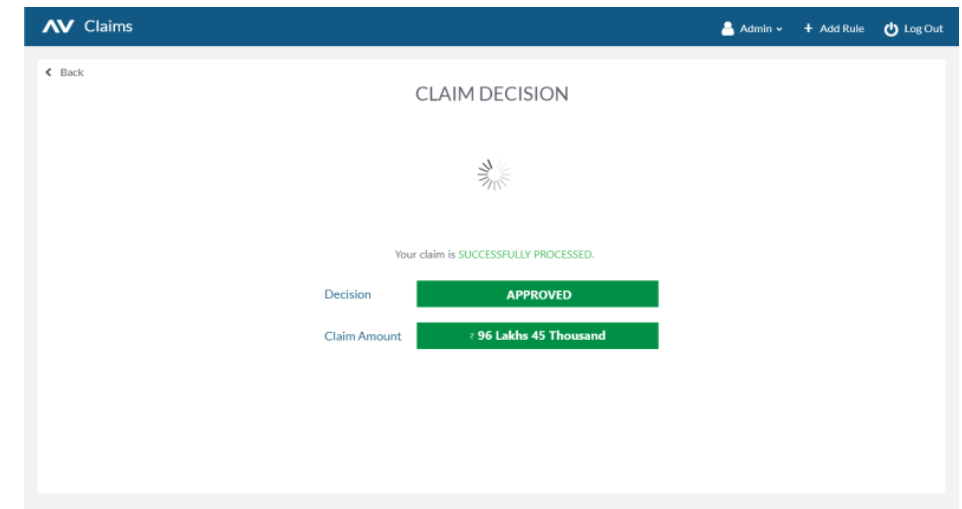 AV Claims
Admin + Add Rule Log Out
Back
CLAIM DECISION
Your claim is SUCCESSFULLY PROCESSED.
Decision APPROVED
Claim Amount ₹ 96 Lakhs 45 Thousand